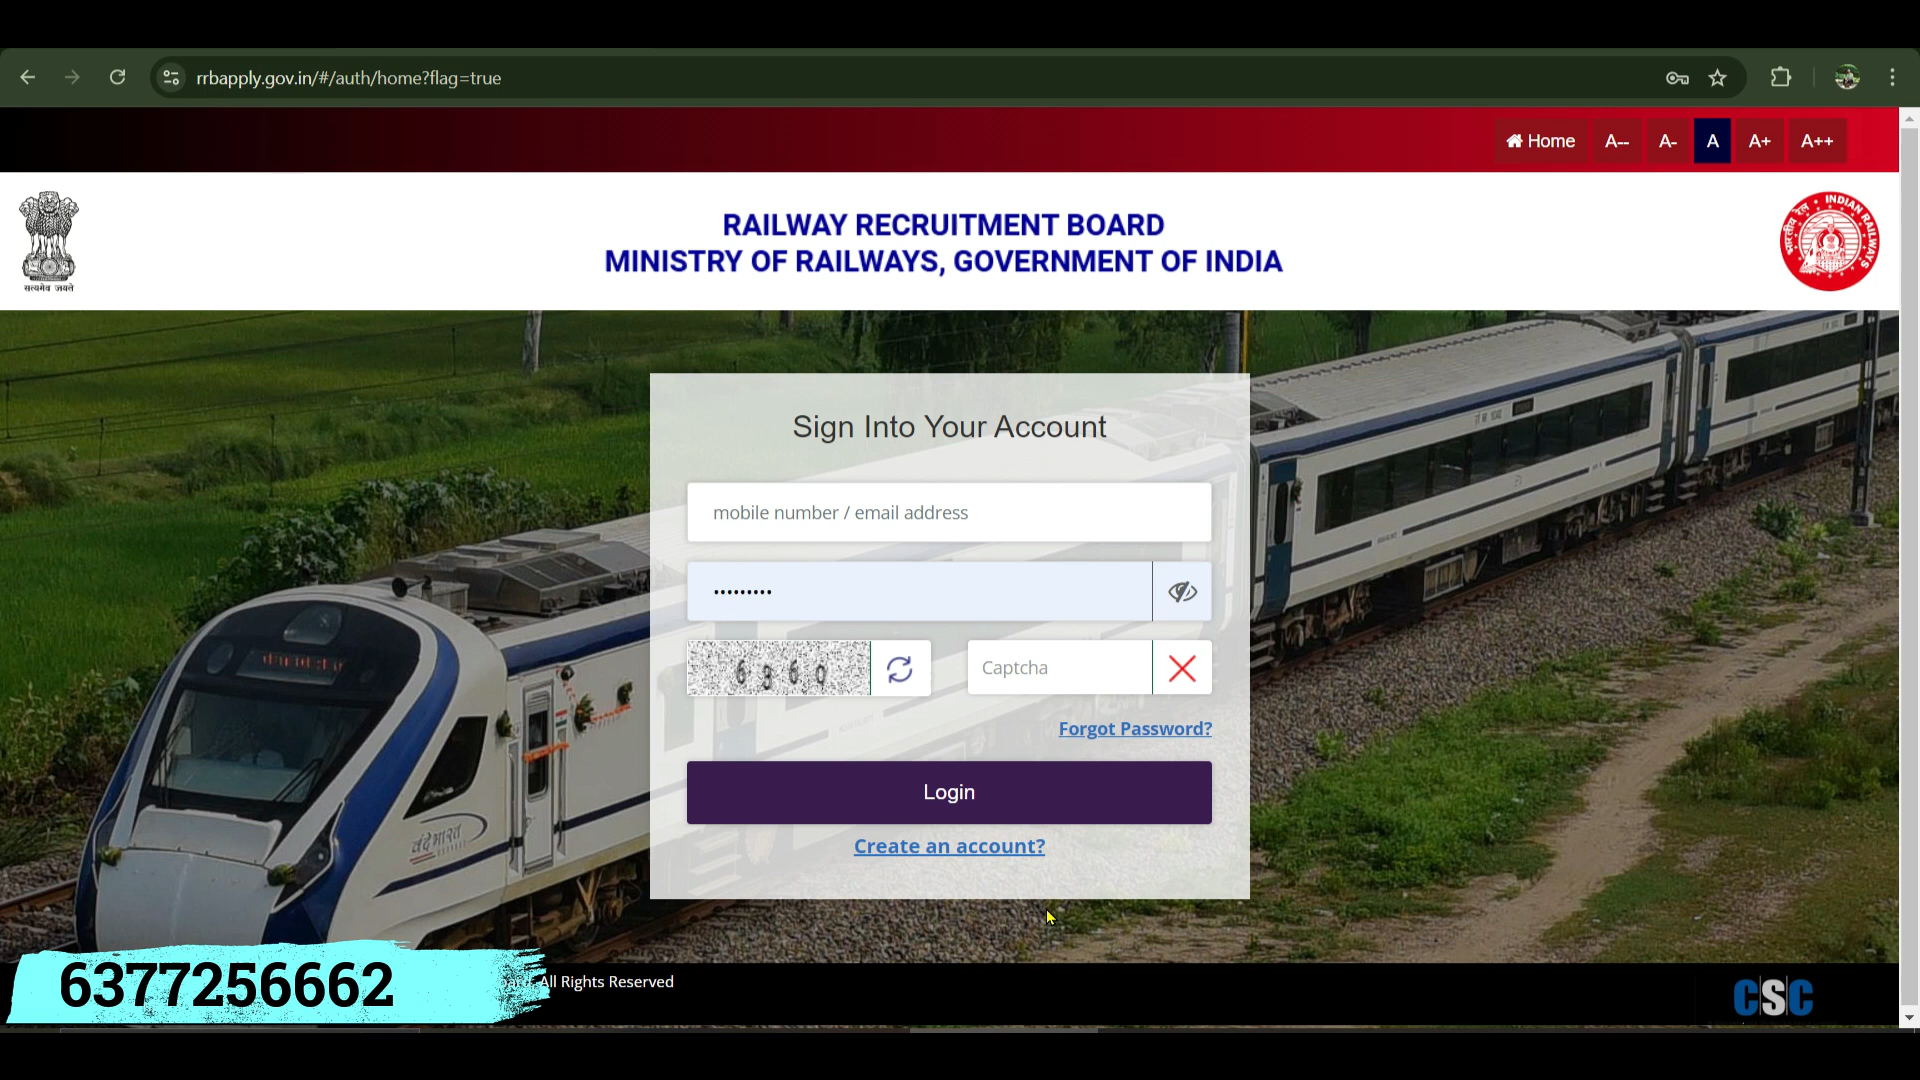 rrbapply.gov.in/#/auth/home?flag=true
Home A-- A- A A+ A++
सत्यमेव जयते
RAILWAY RECRUITMENT BOARD
MINISTRY OF RAILWAYS, GOVERNMENT OF INDIA
भारतीय रेल • INDIAN RAILWAYS
Sign Into Your Account
mobile number / email address
•••••••••
6360 Captcha
Forgot Password?
Login
Create an account?
वंदे भारत
6377256662
All Rights Reserved
CSC